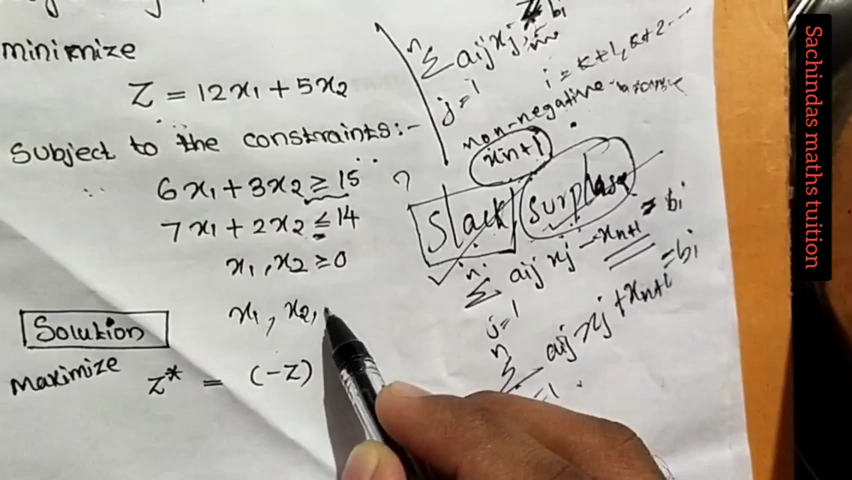 minimize
Z = 12x₁ + 5x₂
Subject to the constraints:-
6x₁ + 3x₂ ≥ 15
7x₁ + 2x₂ ≤ 14
x₁, x₂ ≥ 0
x₁, x₂,
Solution
Maximize Z* = (-Z)
n
Σ aij xj bi
j = 1
i = k+1, k+2 ...
non-negative
xn+1
Slack surplase
n
Σ aij xj - xn+1 = bi
j = 1
n
Σ aij xj + xn+i = bi
= 1
Sachindas maths tuition